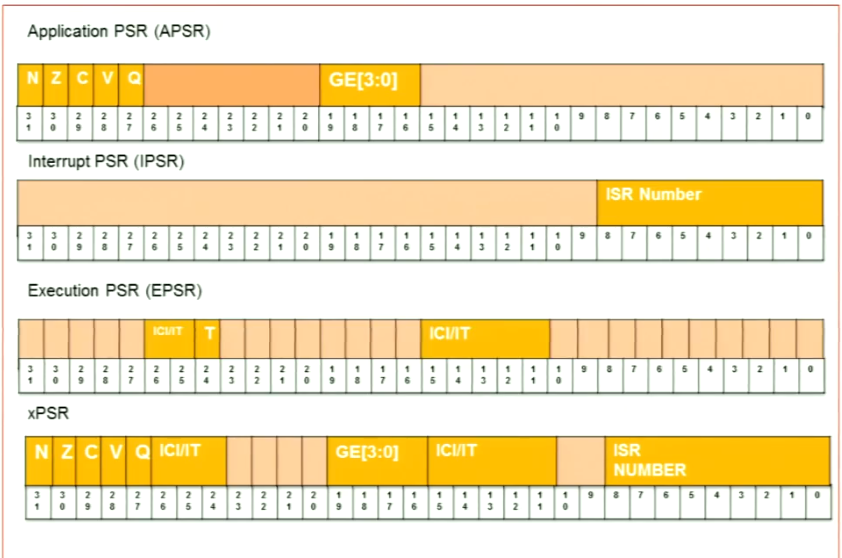 Application PSR (APSR)
N Z C V Q GE[3:0]
31 30 29 28 27 26 25 24 23 22 21 20 19 18 17 16 15 14 13 12 11 10 9 8 7 6 5 4 3 2 1 0
Interrupt PSR (IPSR)
ISR Number
31 30 29 28 27 26 25 24 23 22 21 20 19 18 17 16 15 14 13 12 11 10 9 8 7 6 5 4 3 2 1 0
Execution PSR (EPSR)
ICI/IT T ICI/IT
31 30 29 28 27 26 25 24 23 22 21 20 19 18 17 16 15 14 13 12 11 10 9 8 7 6 5 4 3 2 1 0
xPSR
N Z C V Q ICI/IT GE[3:0] ICI/IT ISR
NUMBER
31 30 29 28 27 26 25 24 23 22 21 20 19 18 17 16 15 14 13 12 11 10 9 8 7 6 5 4 3 2 1 0